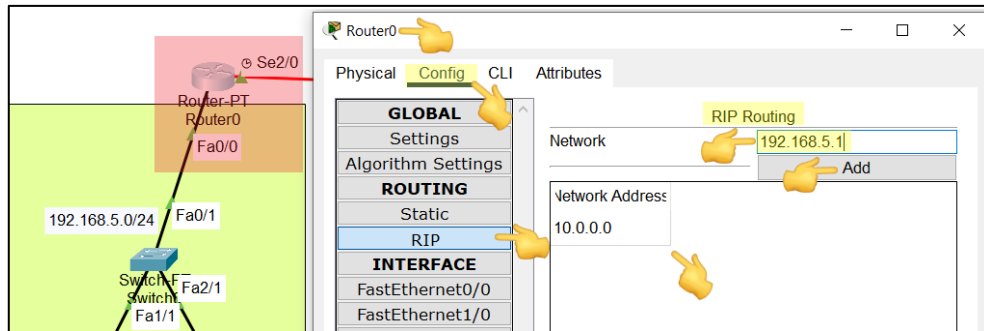 Router0
Physical Config CLI Attributes
GLOBAL
Settings
Algorithm Settings
ROUTING
Static
RIP
INTERFACE
FastEthernet0/0
FastEthernet1/0
RIP Routing
Network 192.168.5.1
Add
Network Address
10.0.0.0
Se2/0
Router-PT
Router0
Fa0/0
192.168.5.0/24
Fa0/1
Fa2/1
Fa1/1